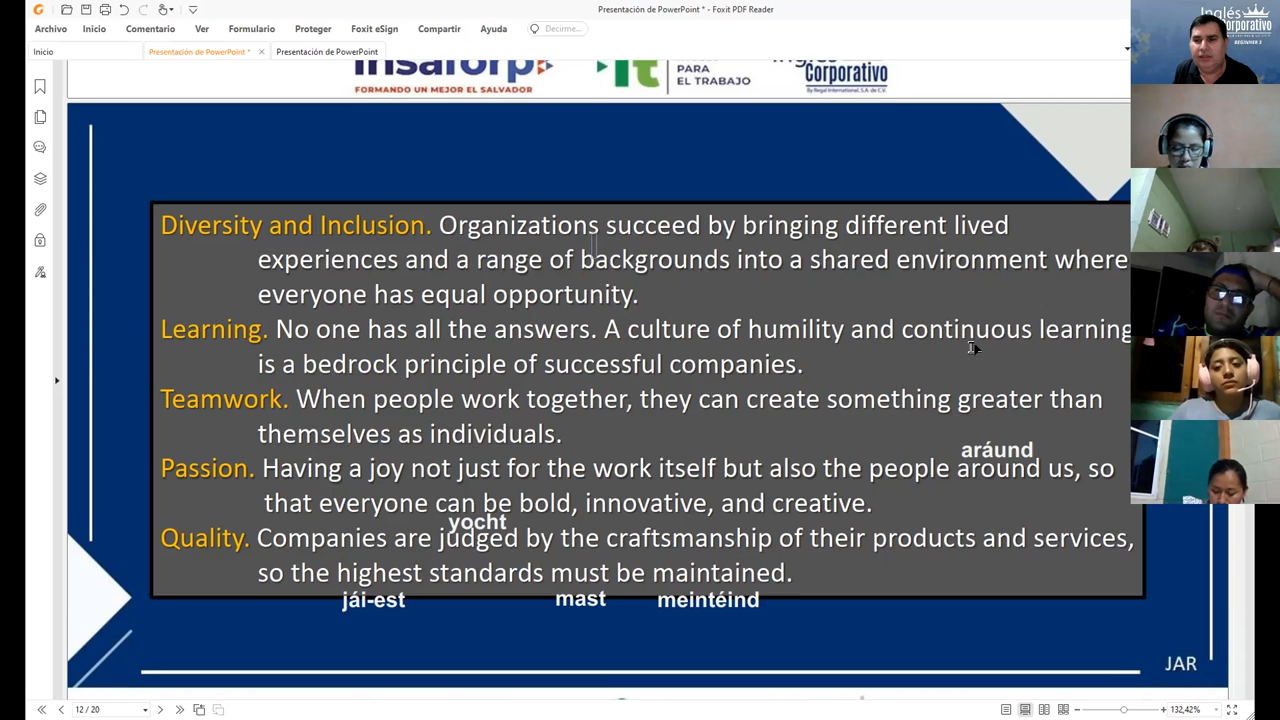 Presentación de PowerPoint * - Foxit PDF Reader
Archivo Inicio Comentario Ver Formulario Proteger Foxit eSign Compartir Ayuda Decirme...
Inicio Presentación de PowerPoint * Presentación de PowerPoint
Inglés
Corporativo
BEGINNER 2
insaforp
FORMANDO UN MEJOR EL SALVADOR
PARA
EL TRABAJO
Corporativo
By Regal International, S.A. de C.V.
Diversity and Inclusion. Organizations succeed by bringing different lived
experiences and a range of backgrounds into a shared environment where
everyone has equal opportunity.
Learning. No one has all the answers. A culture of humility and continuous learning
is a bedrock principle of successful companies.
Teamwork. When people work together, they can create something greater than
themselves as individuals.
aráund
Passion. Having a joy not just for the work itself but also the people around us, so
that everyone can be bold, innovative, and creative.
yocht
Quality. Companies are judged by the craftsmanship of their products and services,
so the highest standards must be maintained.
jái-est mast meintéind
JAR
12 / 20 132,42%